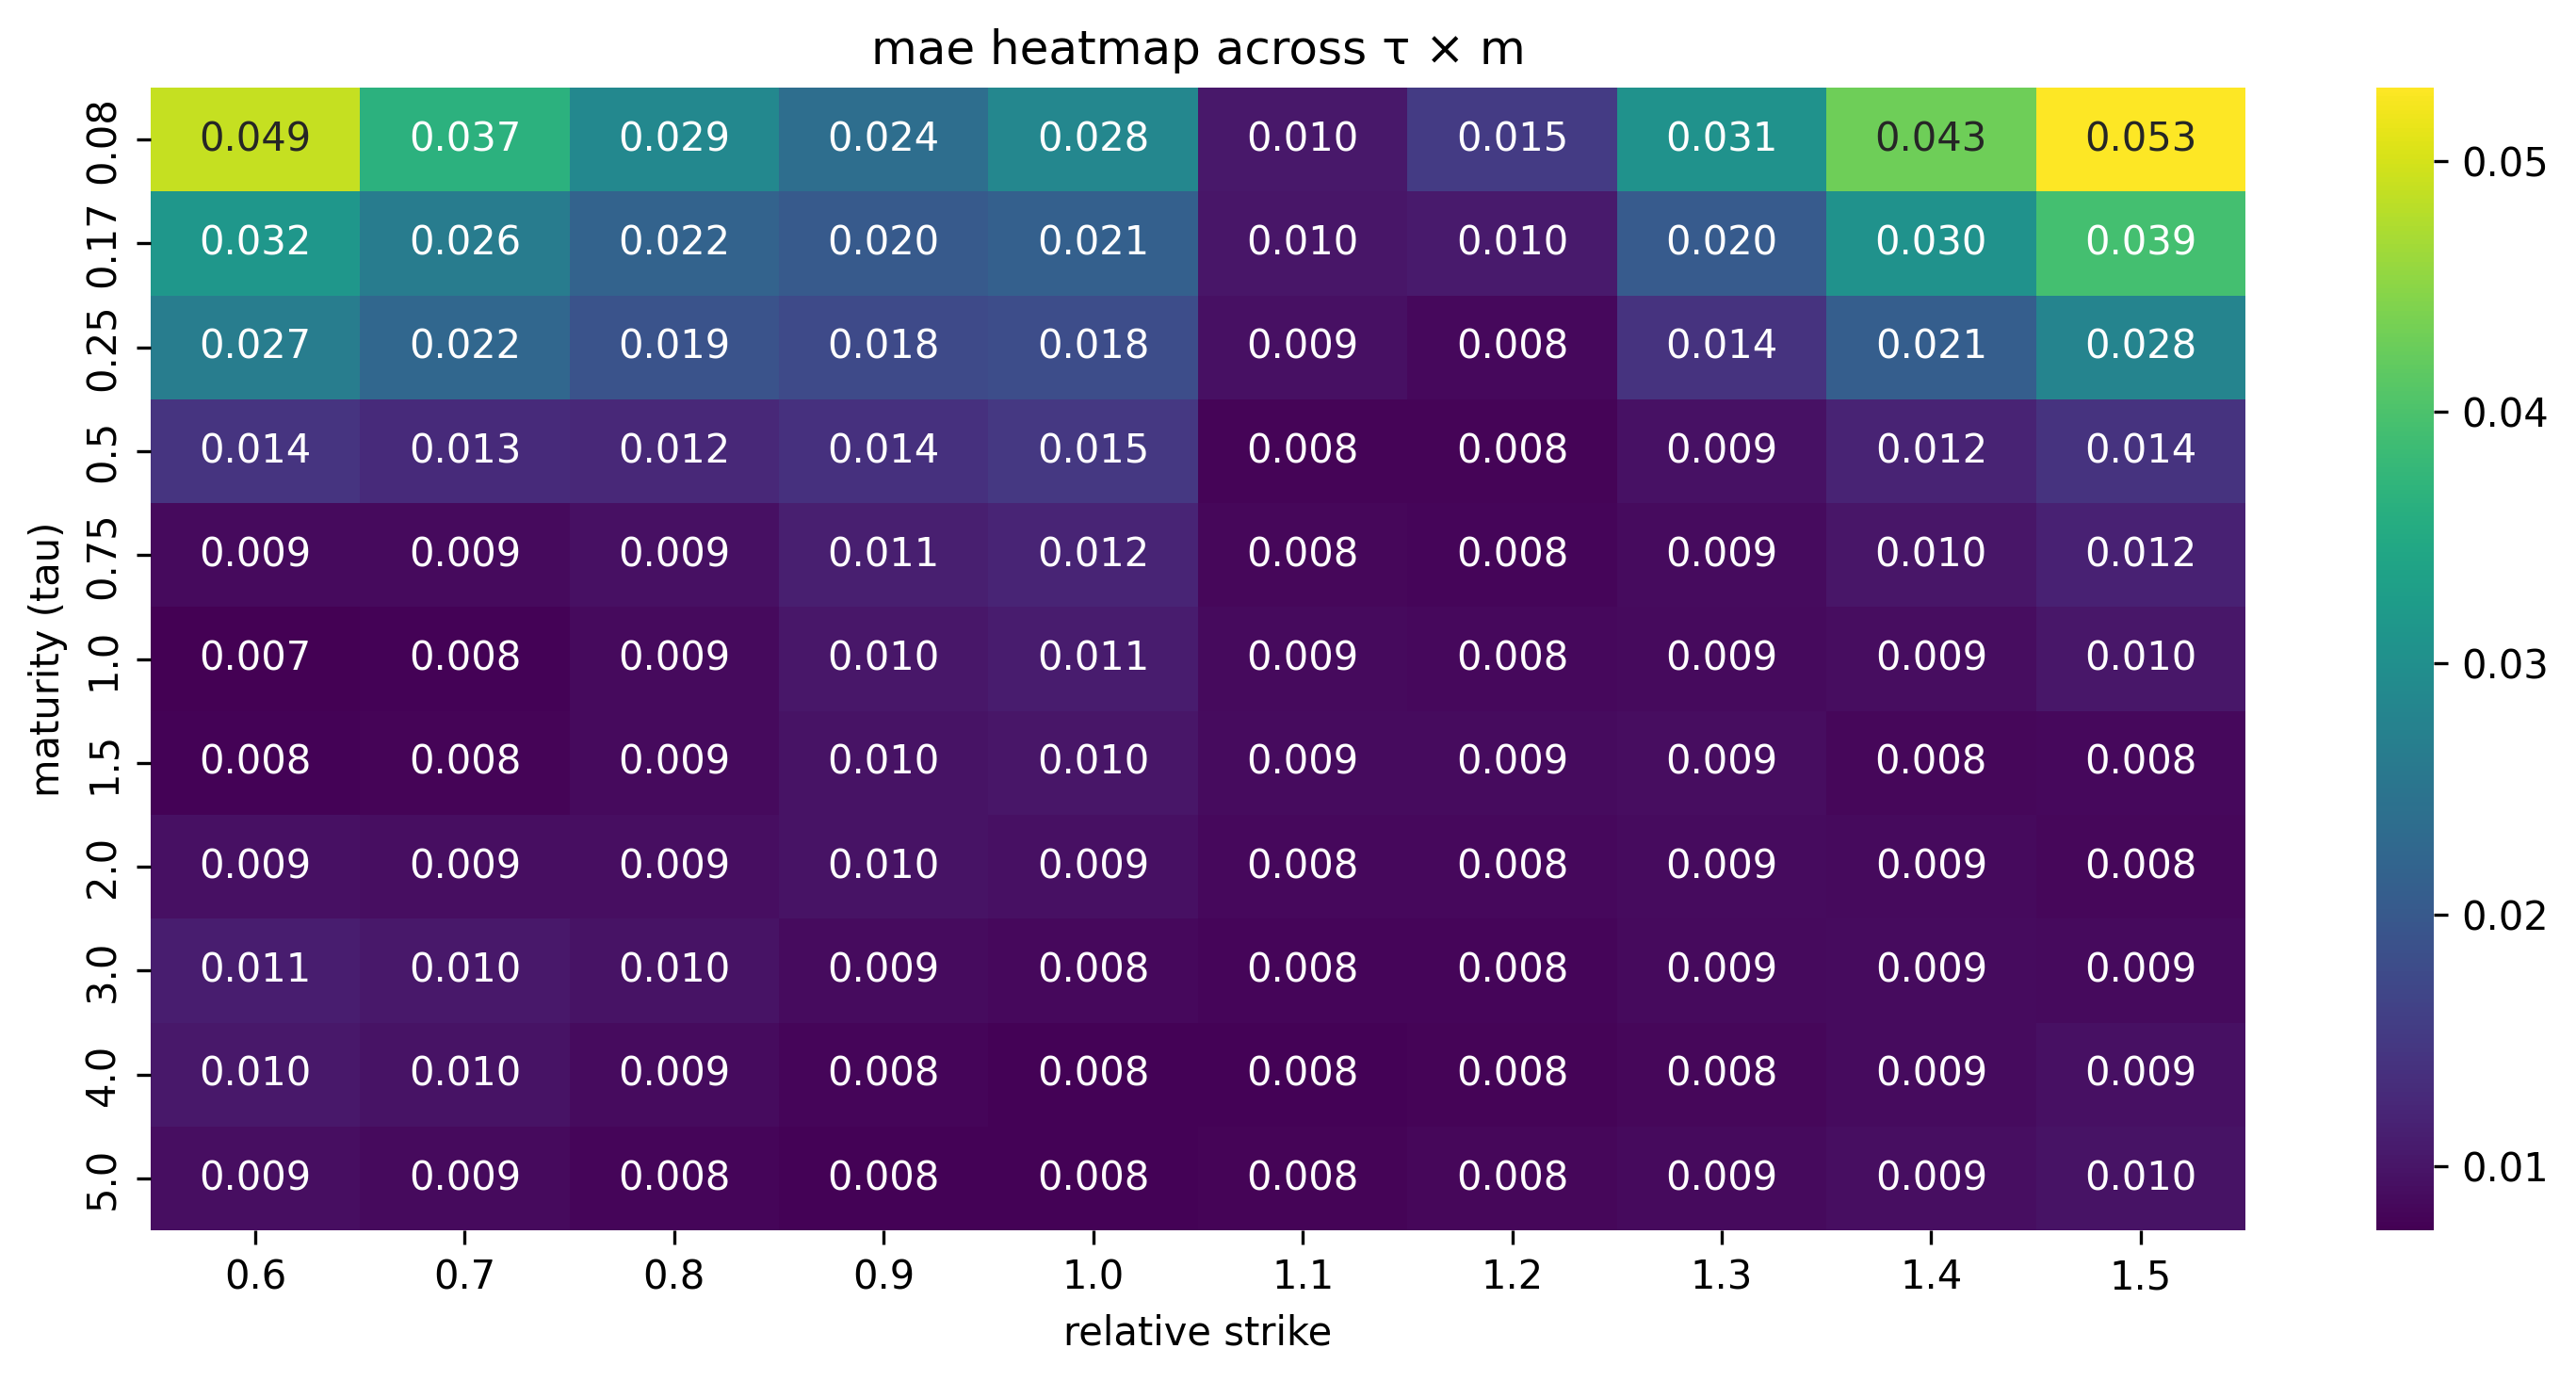 mae heatmap across τ × m
0.08 0.049 0.037 0.029 0.024 0.028 0.010 0.015 0.031 0.043 0.053
0.17 0.032 0.026 0.022 0.020 0.021 0.010 0.010 0.020 0.030 0.039
0.25 0.027 0.022 0.019 0.018 0.018 0.009 0.008 0.014 0.021 0.028
0.5 0.014 0.013 0.012 0.014 0.015 0.008 0.008 0.009 0.012 0.014
0.75 0.009 0.009 0.009 0.011 0.012 0.008 0.008 0.009 0.010 0.012
1.0 0.007 0.008 0.009 0.010 0.011 0.009 0.008 0.009 0.009 0.010
1.5 0.008 0.008 0.009 0.010 0.010 0.009 0.009 0.009 0.008 0.008
2.0 0.009 0.009 0.009 0.010 0.009 0.008 0.008 0.009 0.009 0.008
3.0 0.011 0.010 0.010 0.009 0.008 0.008 0.008 0.009 0.009 0.009
4.0 0.010 0.010 0.009 0.008 0.008 0.008 0.008 0.008 0.009 0.009
5.0 0.009 0.009 0.008 0.008 0.008 0.008 0.008 0.009 0.009 0.010
0.6 0.7 0.8 0.9 1.0 1.1 1.2 1.3 1.4 1.5
relative strike
maturity (tau)
0.05
0.04
0.03
0.02
0.01